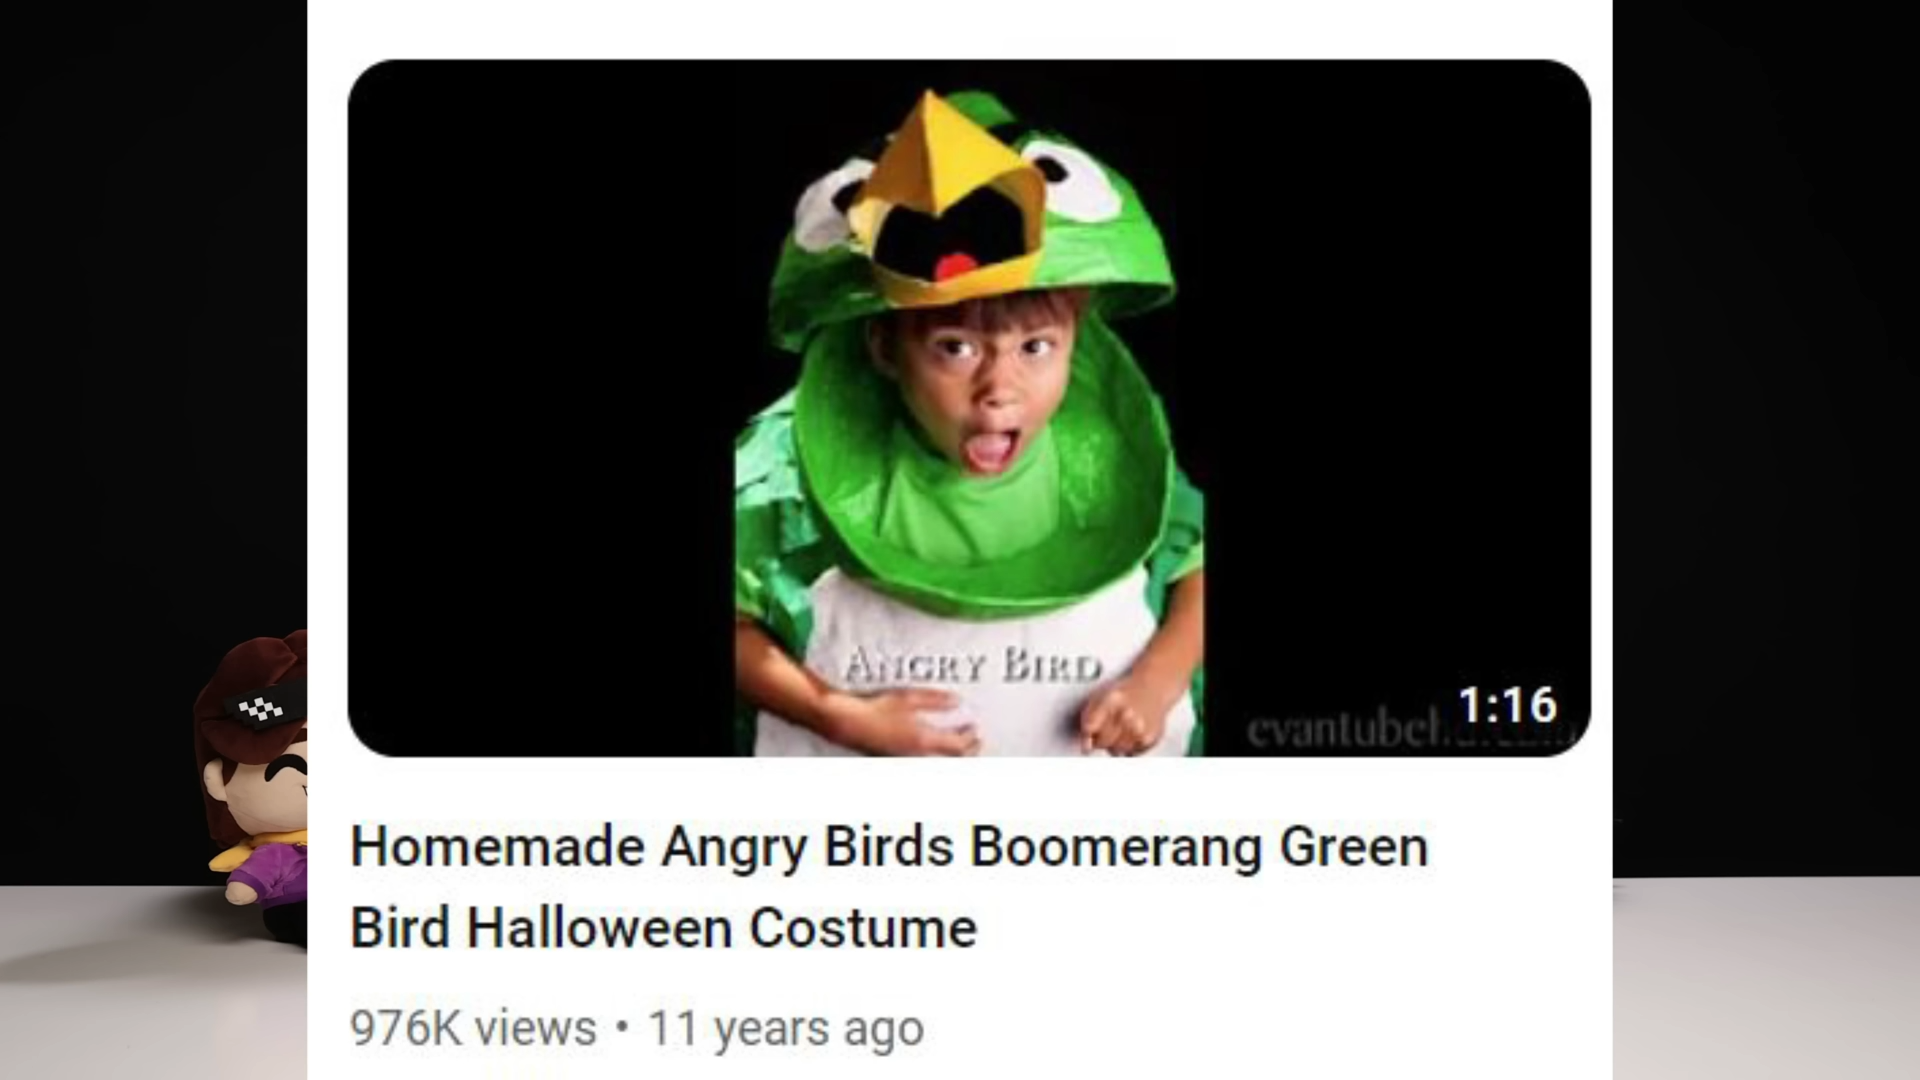 ANGRY BIRD
1:16
Homemade Angry Birds Boomerang Green
Bird Halloween Costume
976K views • 11 years ago